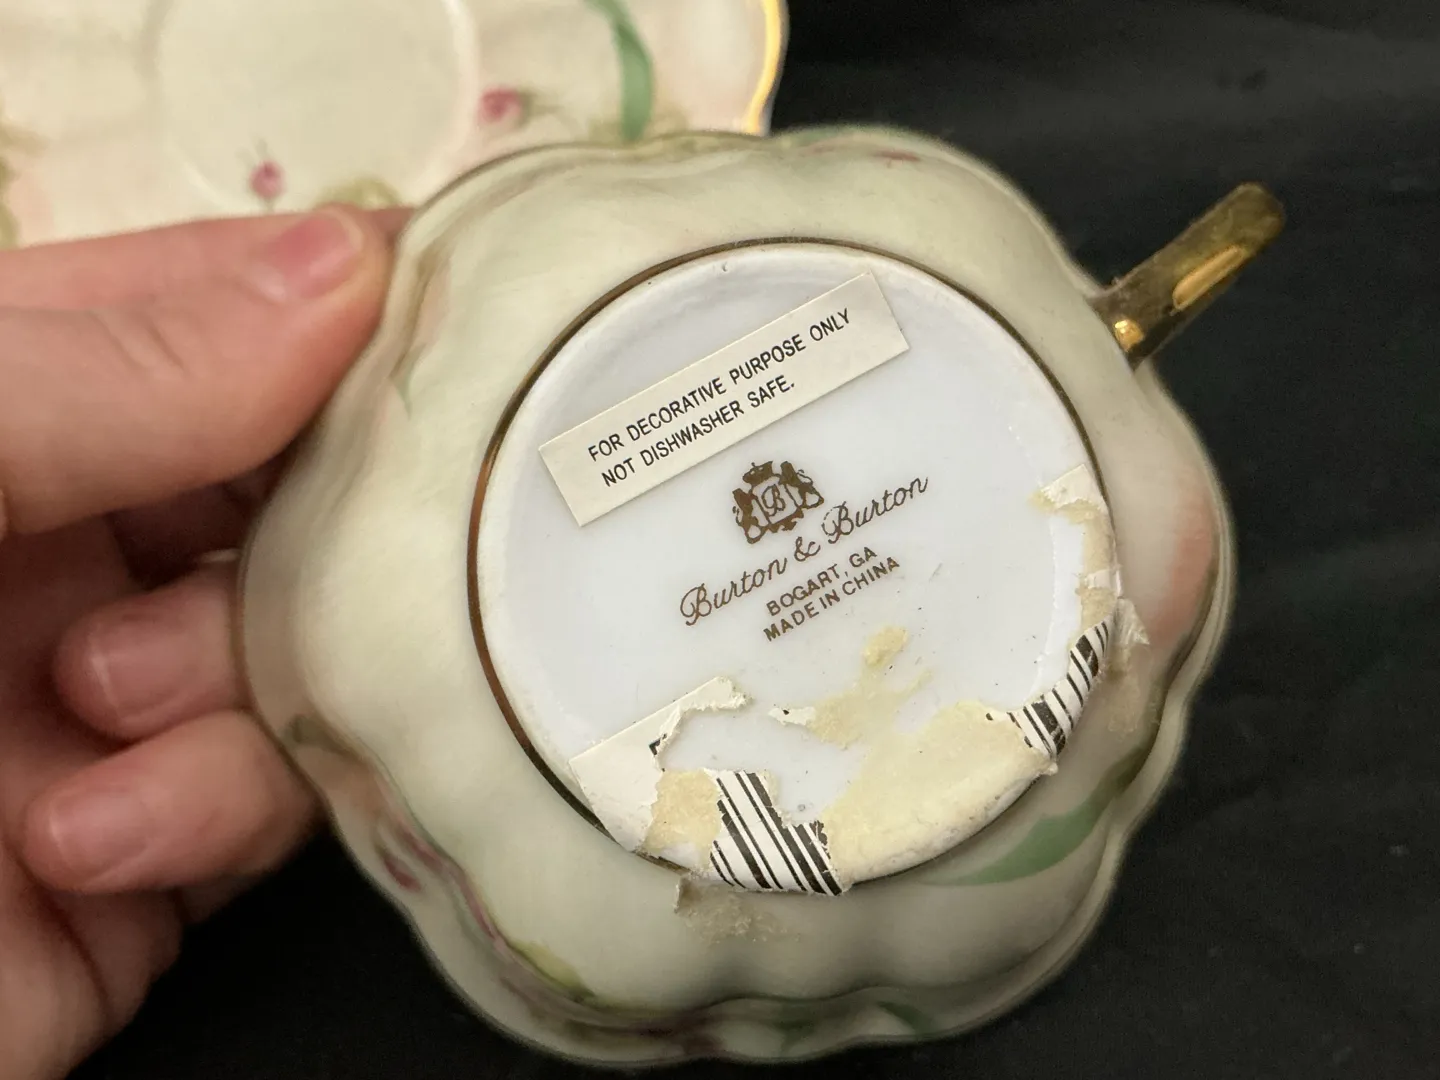 FOR DECORATIVE PURPOSE ONLY
NOT DISHWASHER SAFE.
B
Burton & Burton
BOGART, GA
MADE IN CHINA